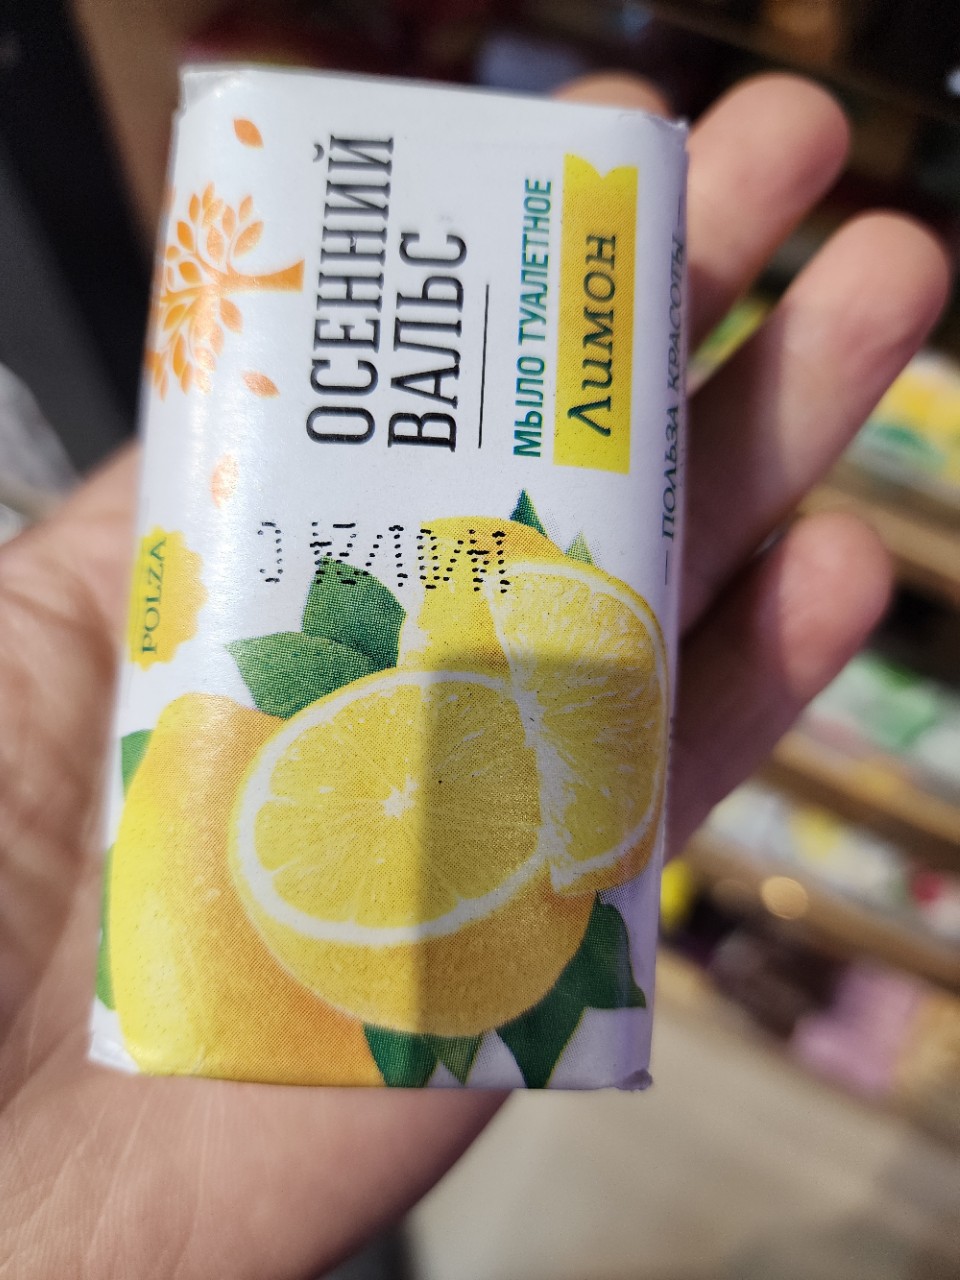 ОСЕННИЙ
ВАЛЬС
МЫЛО ТУАЛЕТНОЕ
Лимон
ПОЛЬЗА КРАСОТЫ
POLZA